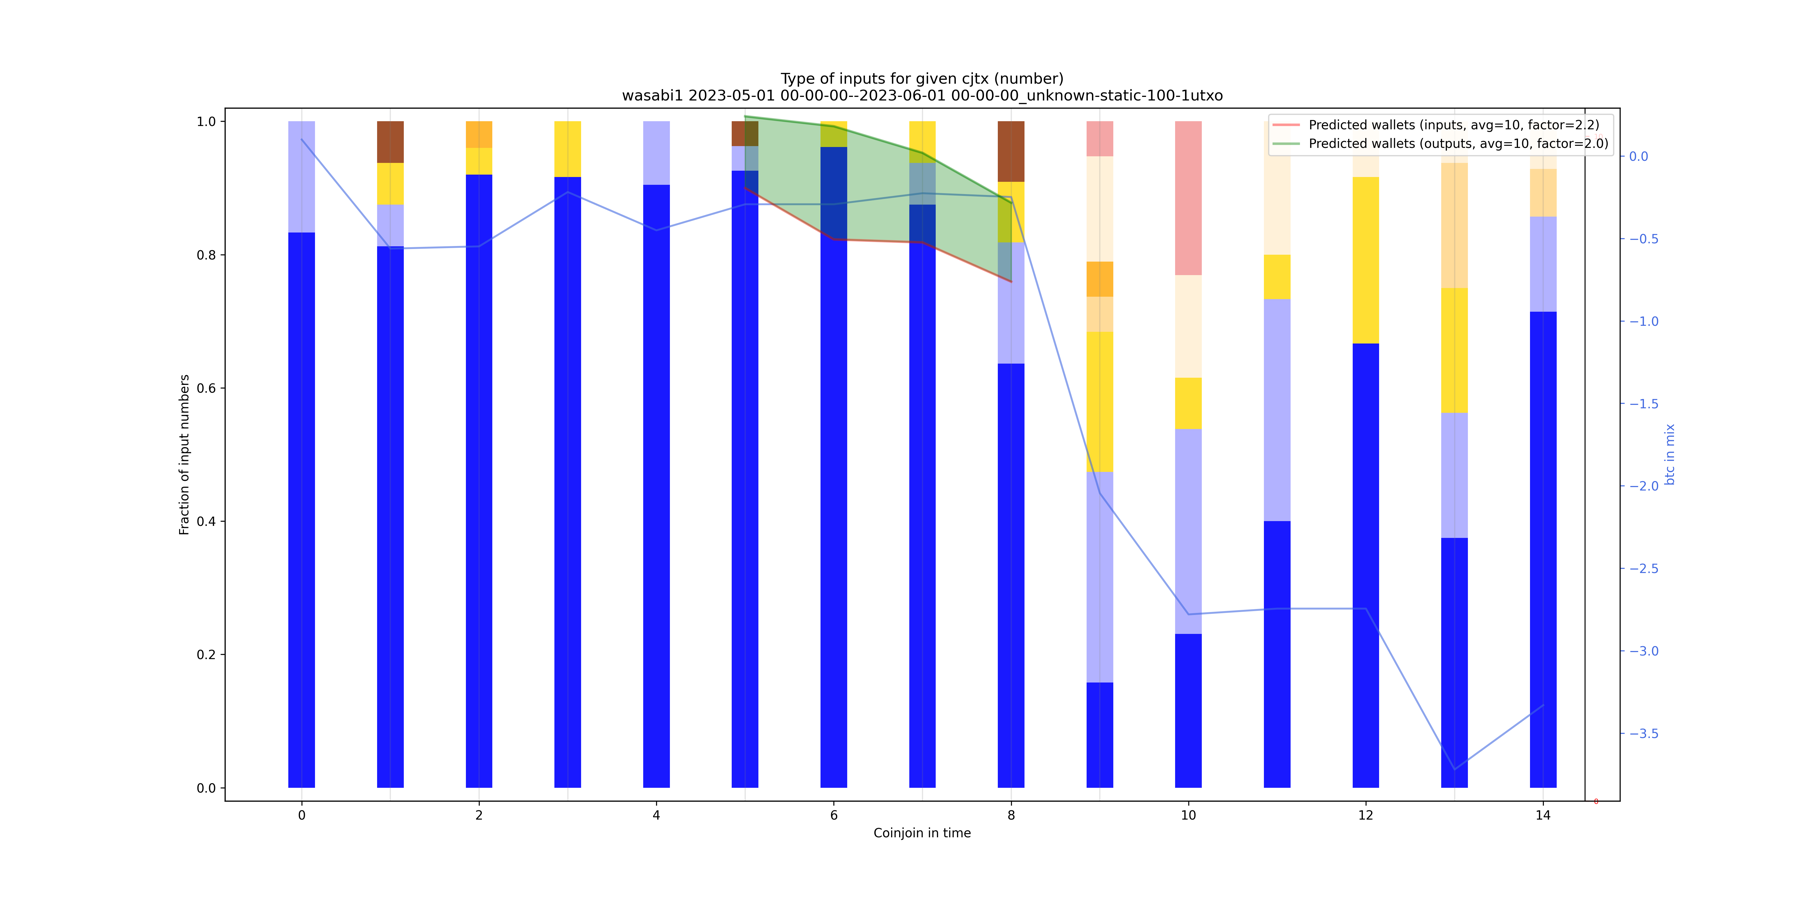 Type of inputs for given cjtx (number)
wasabi1 2023-05-01 00-00-00--2023-06-01 00-00-00_unknown-static-100-1utxo
Predicted wallets (inputs, avg=10, factor=2.2)
Predicted wallets (outputs, avg=10, factor=2.0)
Fraction of input numbers
1.0
0.8
0.6
0.4
0.2
0.0
0.0
−0.5
−1.0
−1.5
−2.0
−2.5
−3.0
−3.5
btc in mix
0
0 2 4 6 8 10 12 14
Coinjoin in time